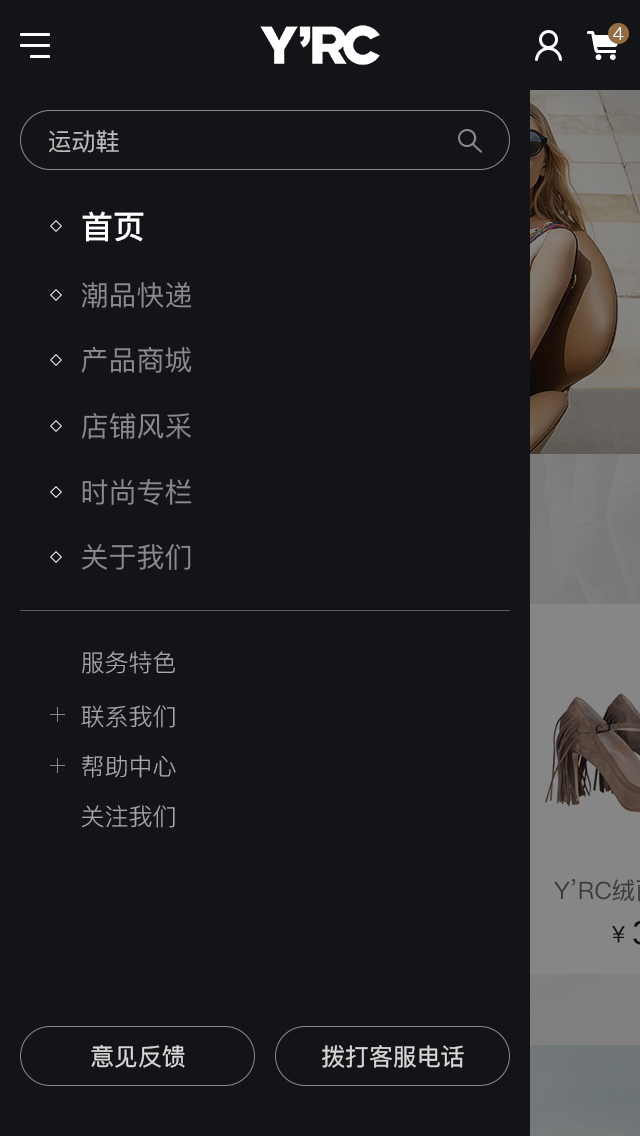 Y'RC
4
运动鞋
首页
潮品快递
产品商城
店铺风采
时尚专栏
关于我们
服务特色
联系我们
帮助中心
关注我们
Y'RC绒
¥
意见反馈
拨打客服电话